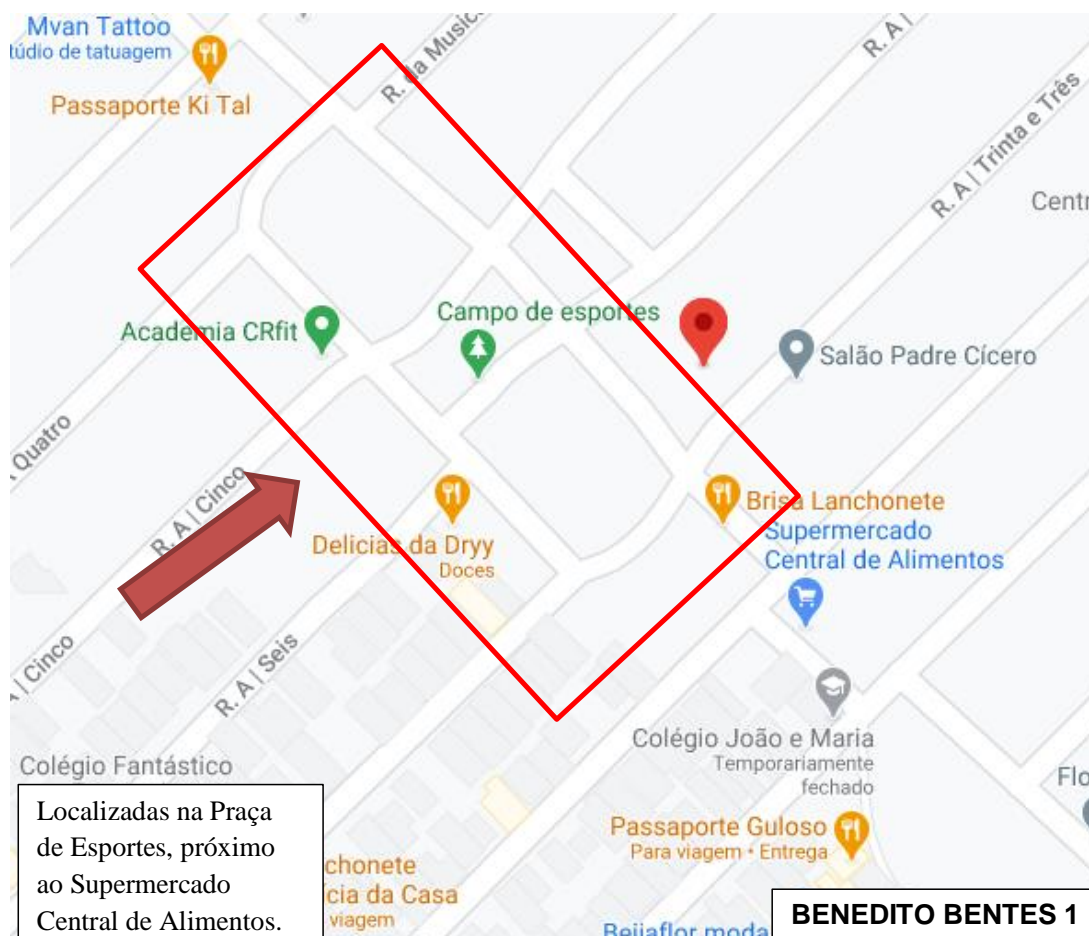 Mvan Tattoo
túdio de tatuagem
Passaporte Ki Tal
R. da Musica
R. A |
R. A | Trinta e Três
Centr
Academia CRfit
Campo de esportes
Salão Padre Cícero
Quatro
R. A | Cinco
Brisa Lanchonete
Supermercado
Central de Alimentos
Delicias da Dryy
Doces
| Cinco
R. A | Seis
Colégio João e Maria
Temporariamente
fechado
Colégio Fantástico
Flo
Localizadas na Praça
de Esportes, próximo
ao Supermercado
Central de Alimentos.
Passaporte Guloso
Para viagem • Entrega
chonete
cia da Casa
viagem
Beijaflor moda
BENEDITO BENTES 1